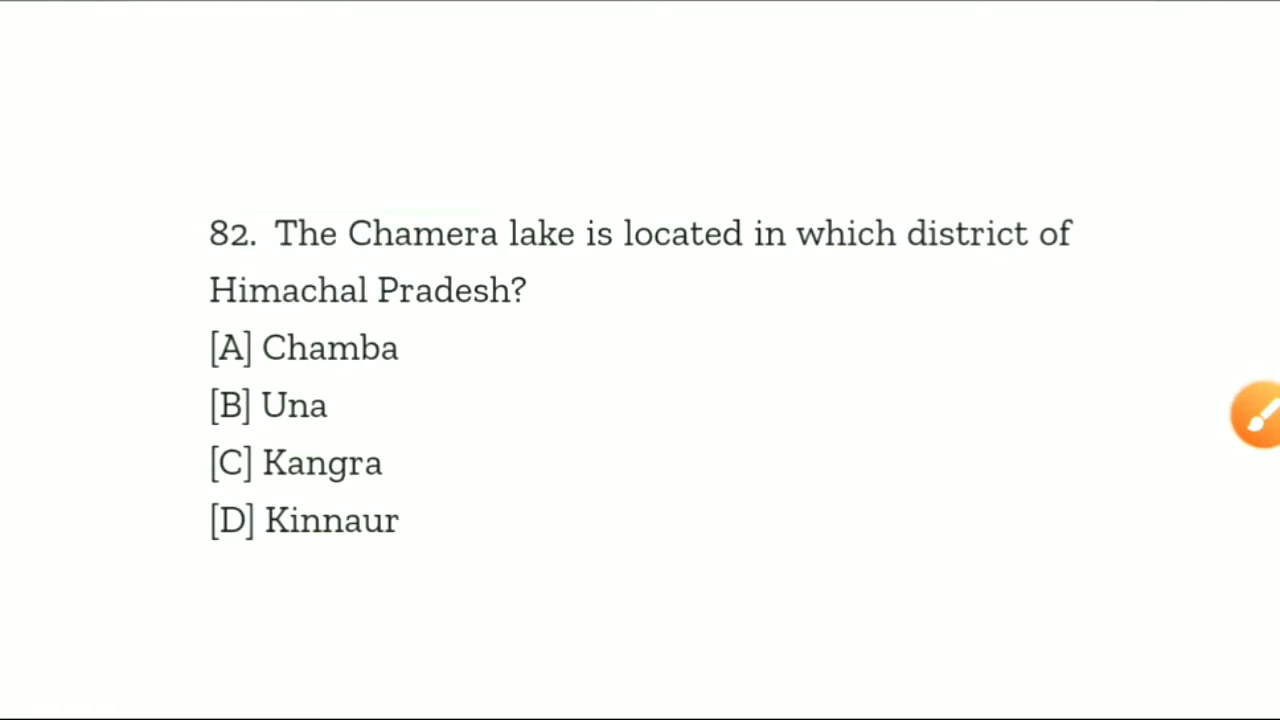 82. The Chamera lake is located in which district of
Himachal Pradesh?
[A] Chamba
[B] Una
[C] Kangra
[D] Kinnaur